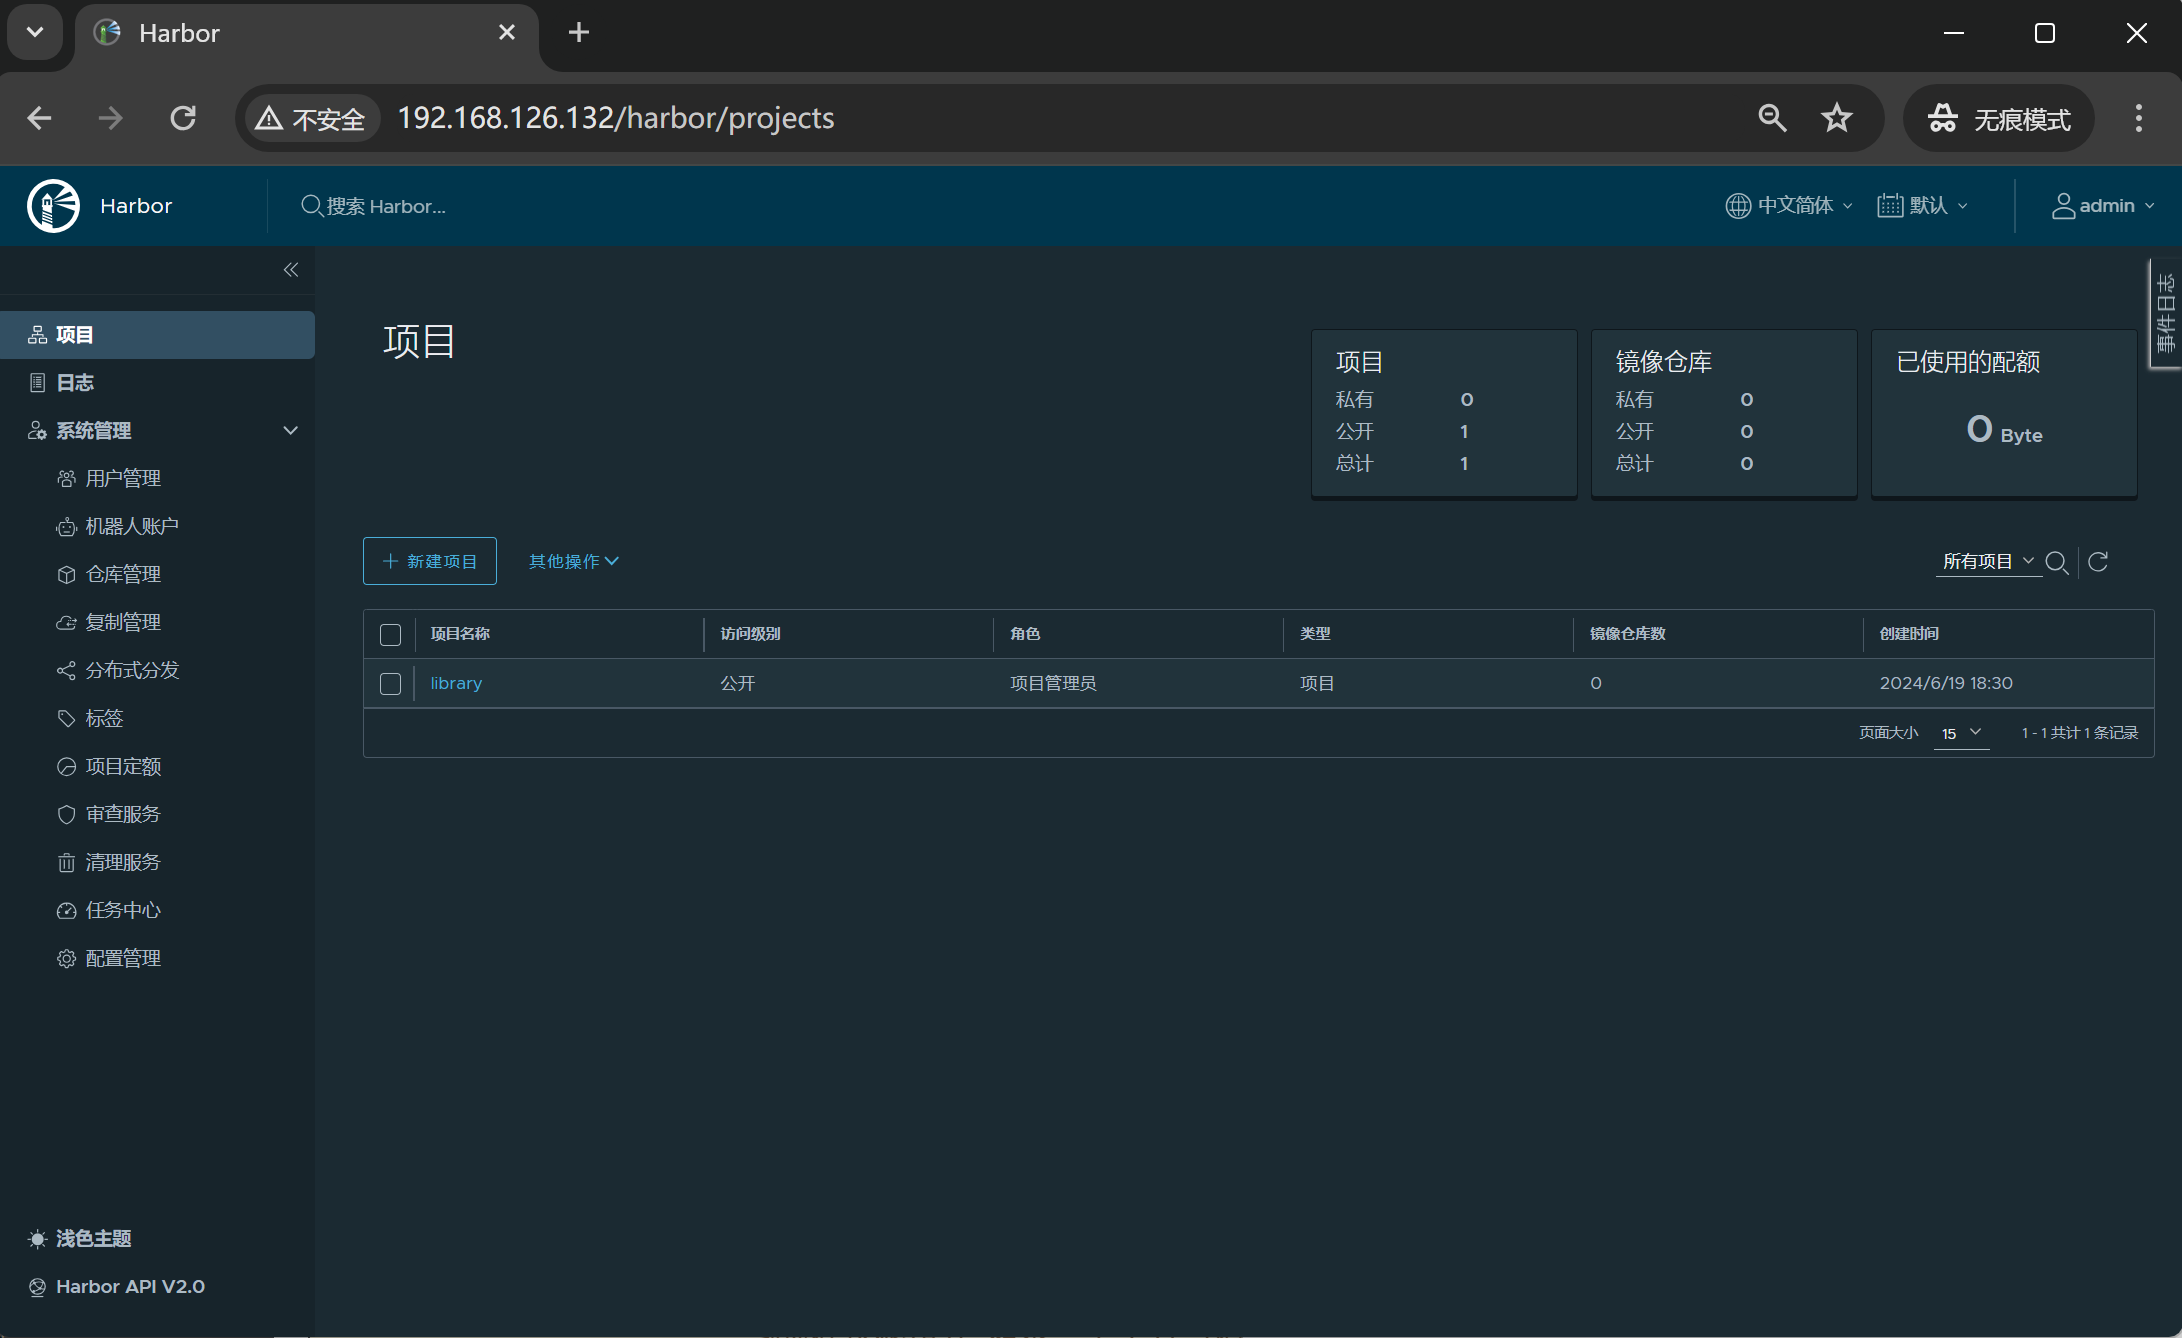 Harbor
不安全
192.168.126.132/harbor/projects
无痕模式
Harbor
搜索 Harbor...
中文简体
默认
admin
事件日志
项目
日志
系统管理
用户管理
机器人账户
仓库管理
复制管理
分布式分发
标签
项目定额
审查服务
清理服务
任务中心
配置管理
浅色主题
Harbor API V2.0
项目
项目
私有 0
公开 1
总计 1
镜像仓库
私有 0
公开 0
总计 0
已使用的配额
0 Byte
新建项目
其他操作
所有项目
项目名称 访问级别 角色 类型 镜像仓库数 创建时间
library 公开 项目管理员 项目 0 2024/6/19 18:30
页面大小 15 1 - 1 共计 1 条记录